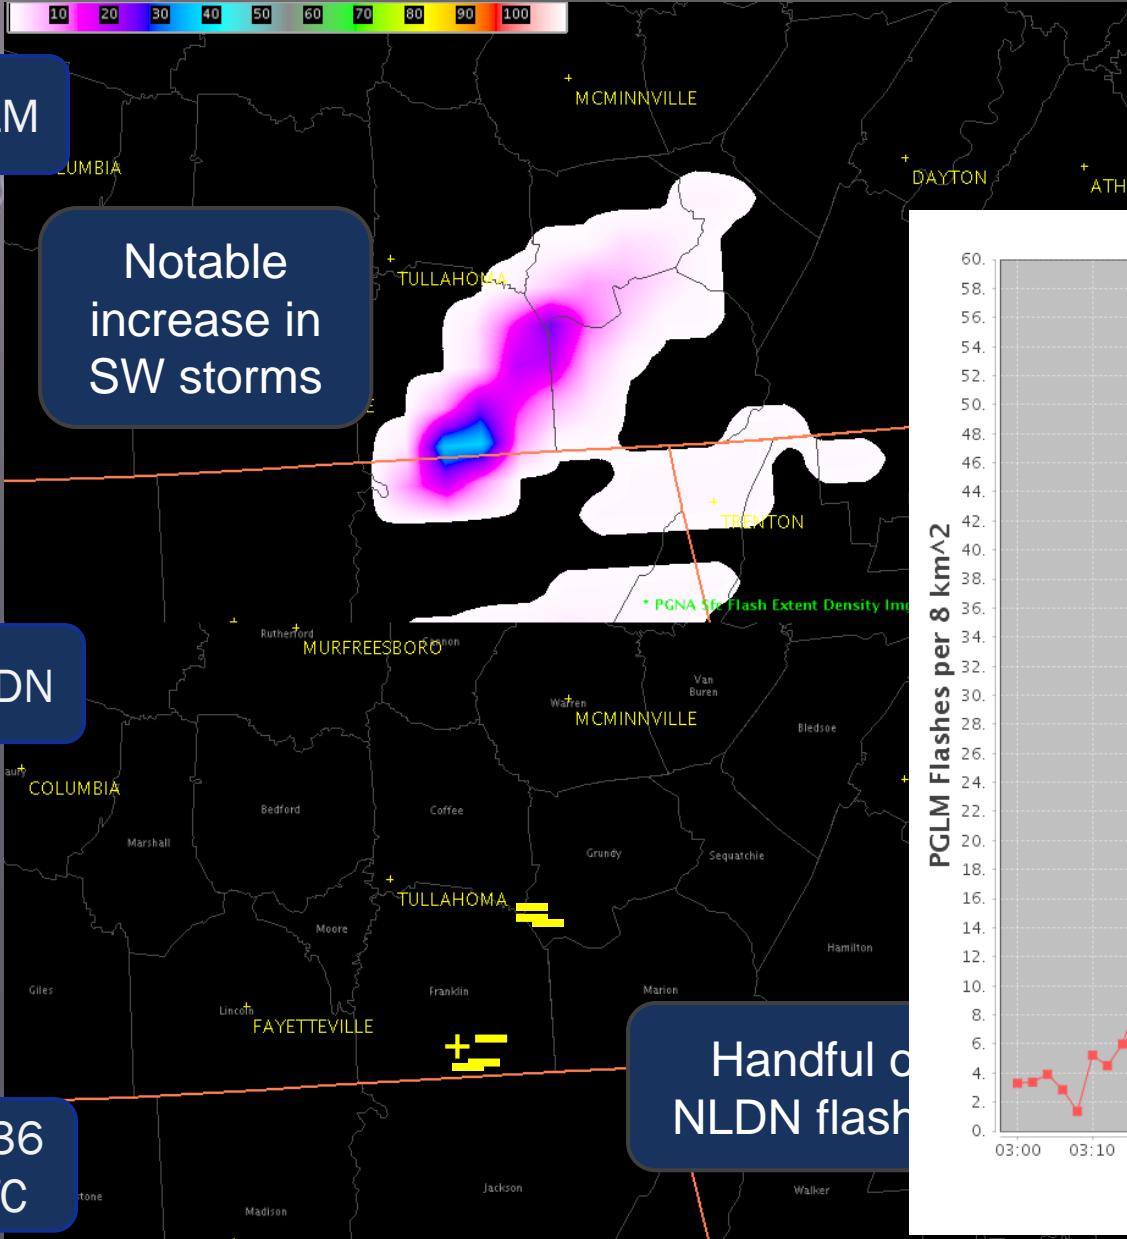 10 20 30 40 50 60 70 80 90 100
MCMINNVILLE
LM
UMBIA
DAYTON
ATH
Notable
increase in
SW storms
TULLAHOMA
E
TRENTON
* PGNA Sfc Flash Extent Density Img
Rutherford
Cannon
MURFREESBORO
DN
Van
Buren
Warren
MCMINNVILLE
Bledsoe
aury
COLUMBIA
Bedford
Coffee
Marshall
Grundy
Sequatchie
TULLAHOMA
Moore
Hamilton
Giles
Franklin
Marion
Lincoln
FAYETTEVILLE
Handful o
NLDN flash
36
C
stone
Jackson
Walker
Madison
PGLM Flashes per 8 km^2
60.
58.
56.
54.
52.
50.
48.
46.
44.
42.
40.
38.
36.
34.
32.
30.
28.
26.
24.
22.
20.
18.
16.
14.
12.
10.
8.
6.
4.
2.
0.
03:00 03:10